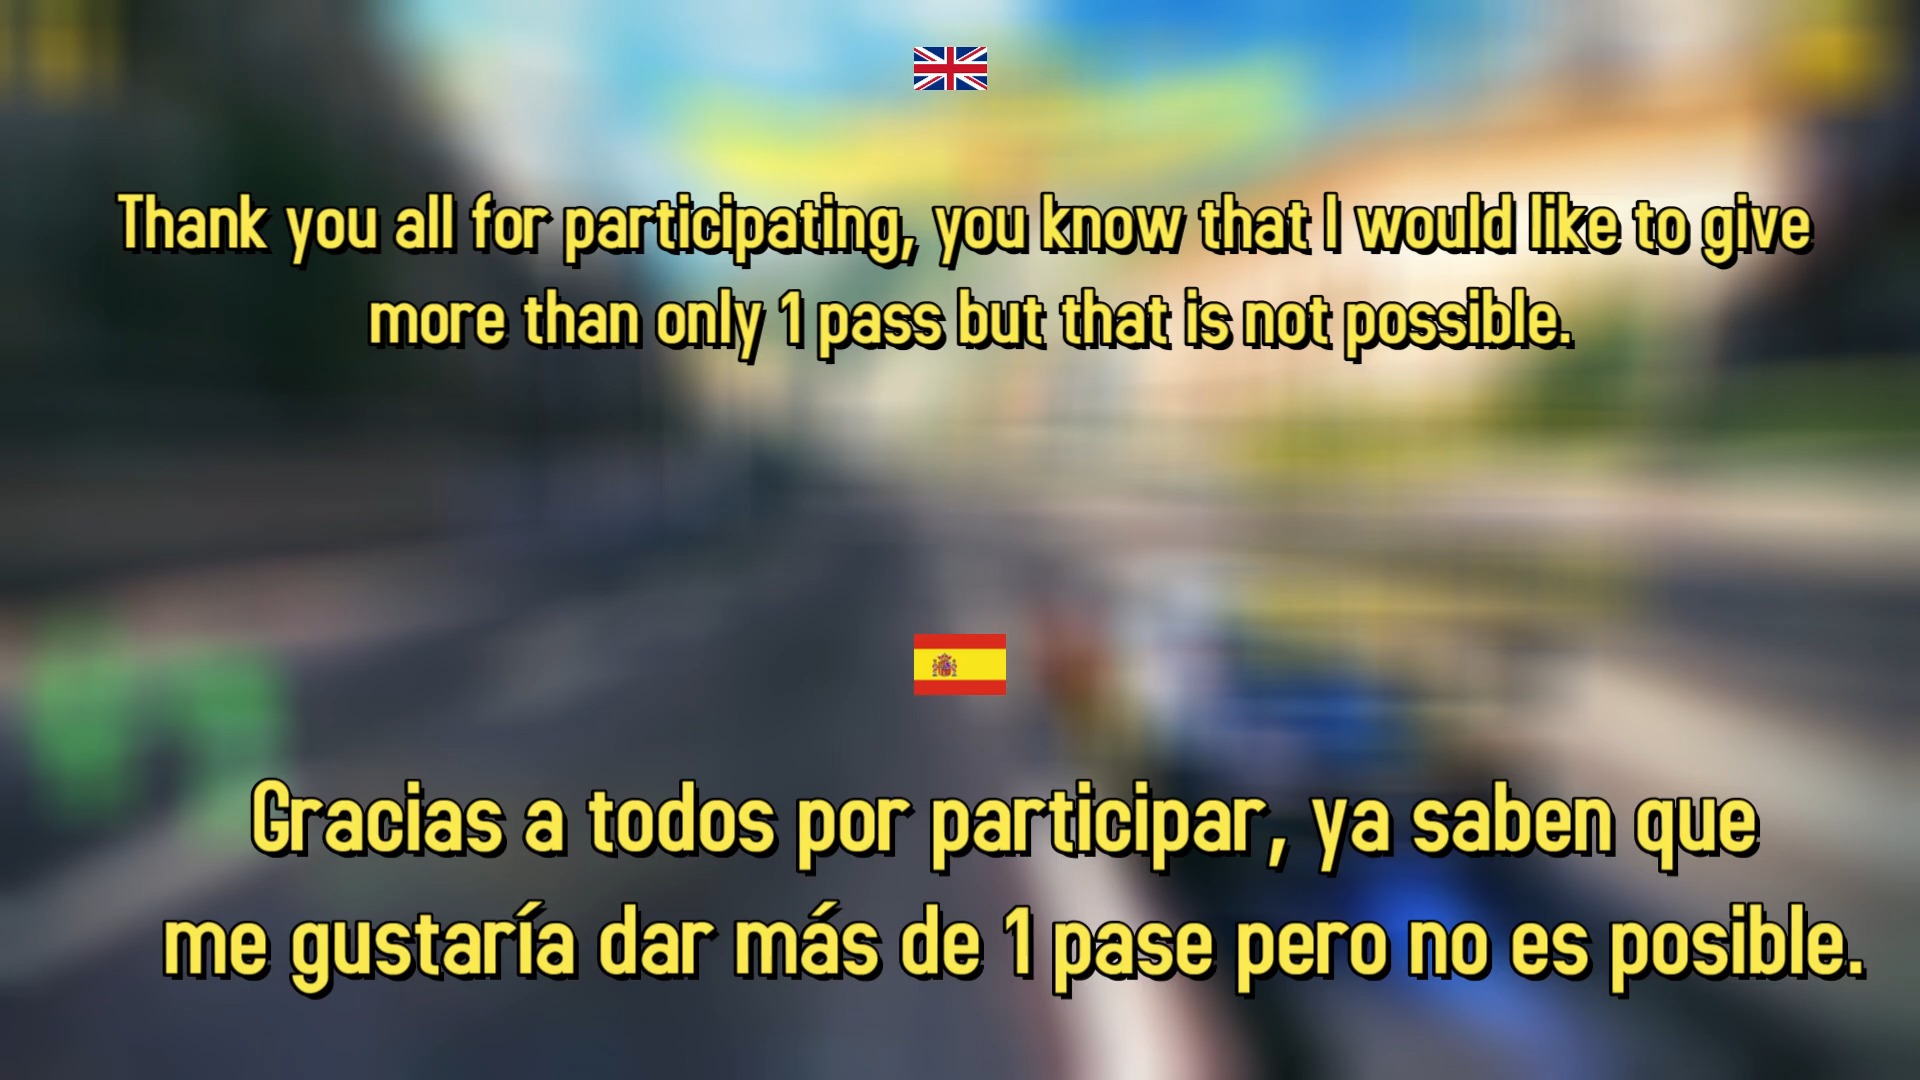 Thank you all for participating, you know that I would like to give
more than only 1 pass but that is not possible.
Gracias a todos por participar, ya saben que
me gustaría dar más de 1 pase pero no es posible.